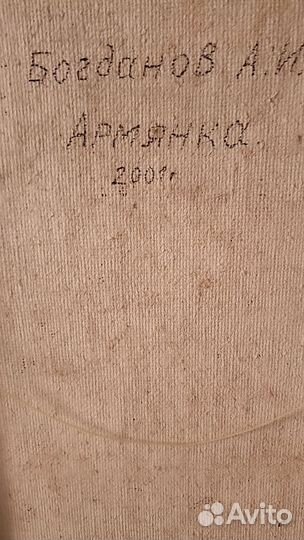 Богданов А.И
Армянка.
2001г
Avito